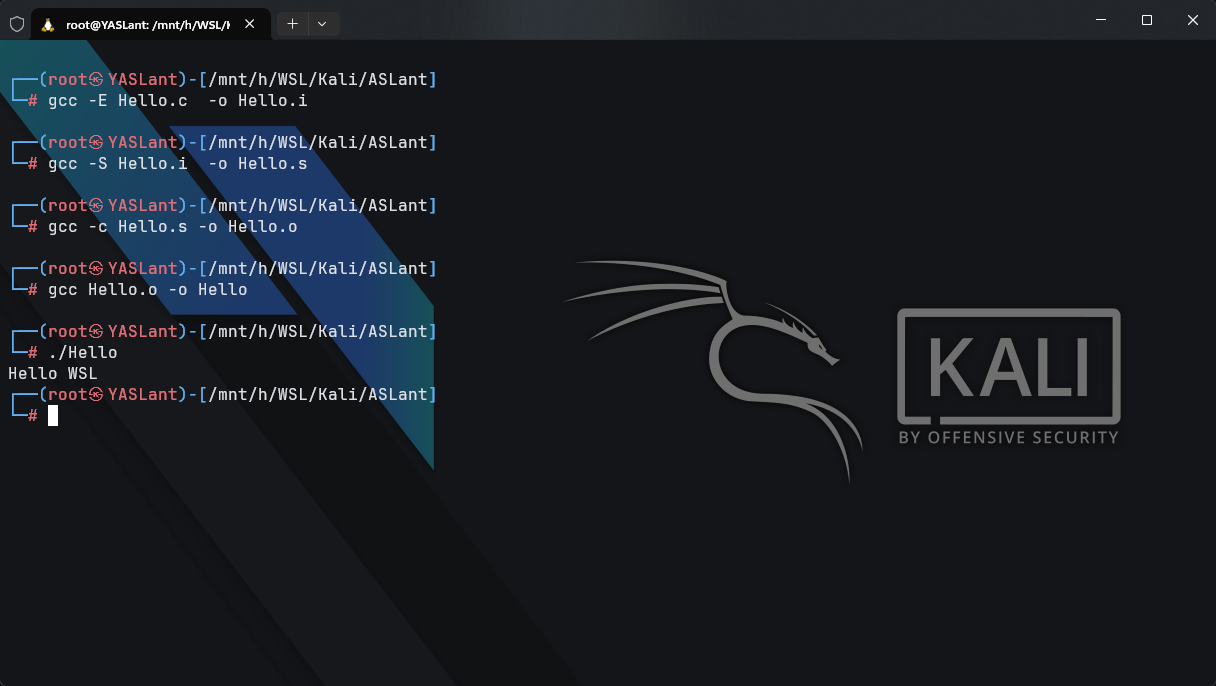 root@YASLant: /mnt/h/WSL/K
┌──(root㉿YASLant)-[/mnt/h/WSL/Kali/ASLant]
└─# gcc -E Hello.c  -o Hello.i
┌──(root㉿YASLant)-[/mnt/h/WSL/Kali/ASLant]
└─# gcc -S Hello.i  -o Hello.s
┌──(root㉿YASLant)-[/mnt/h/WSL/Kali/ASLant]
└─# gcc -c Hello.s -o Hello.o
┌──(root㉿YASLant)-[/mnt/h/WSL/Kali/ASLant]
└─# gcc Hello.o -o Hello
┌──(root㉿YASLant)-[/mnt/h/WSL/Kali/ASLant]
└─# ./Hello
Hello WSL
┌──(root㉿YASLant)-[/mnt/h/WSL/Kali/ASLant]
└─#
KALI
BY OFFENSIVE SECURITY